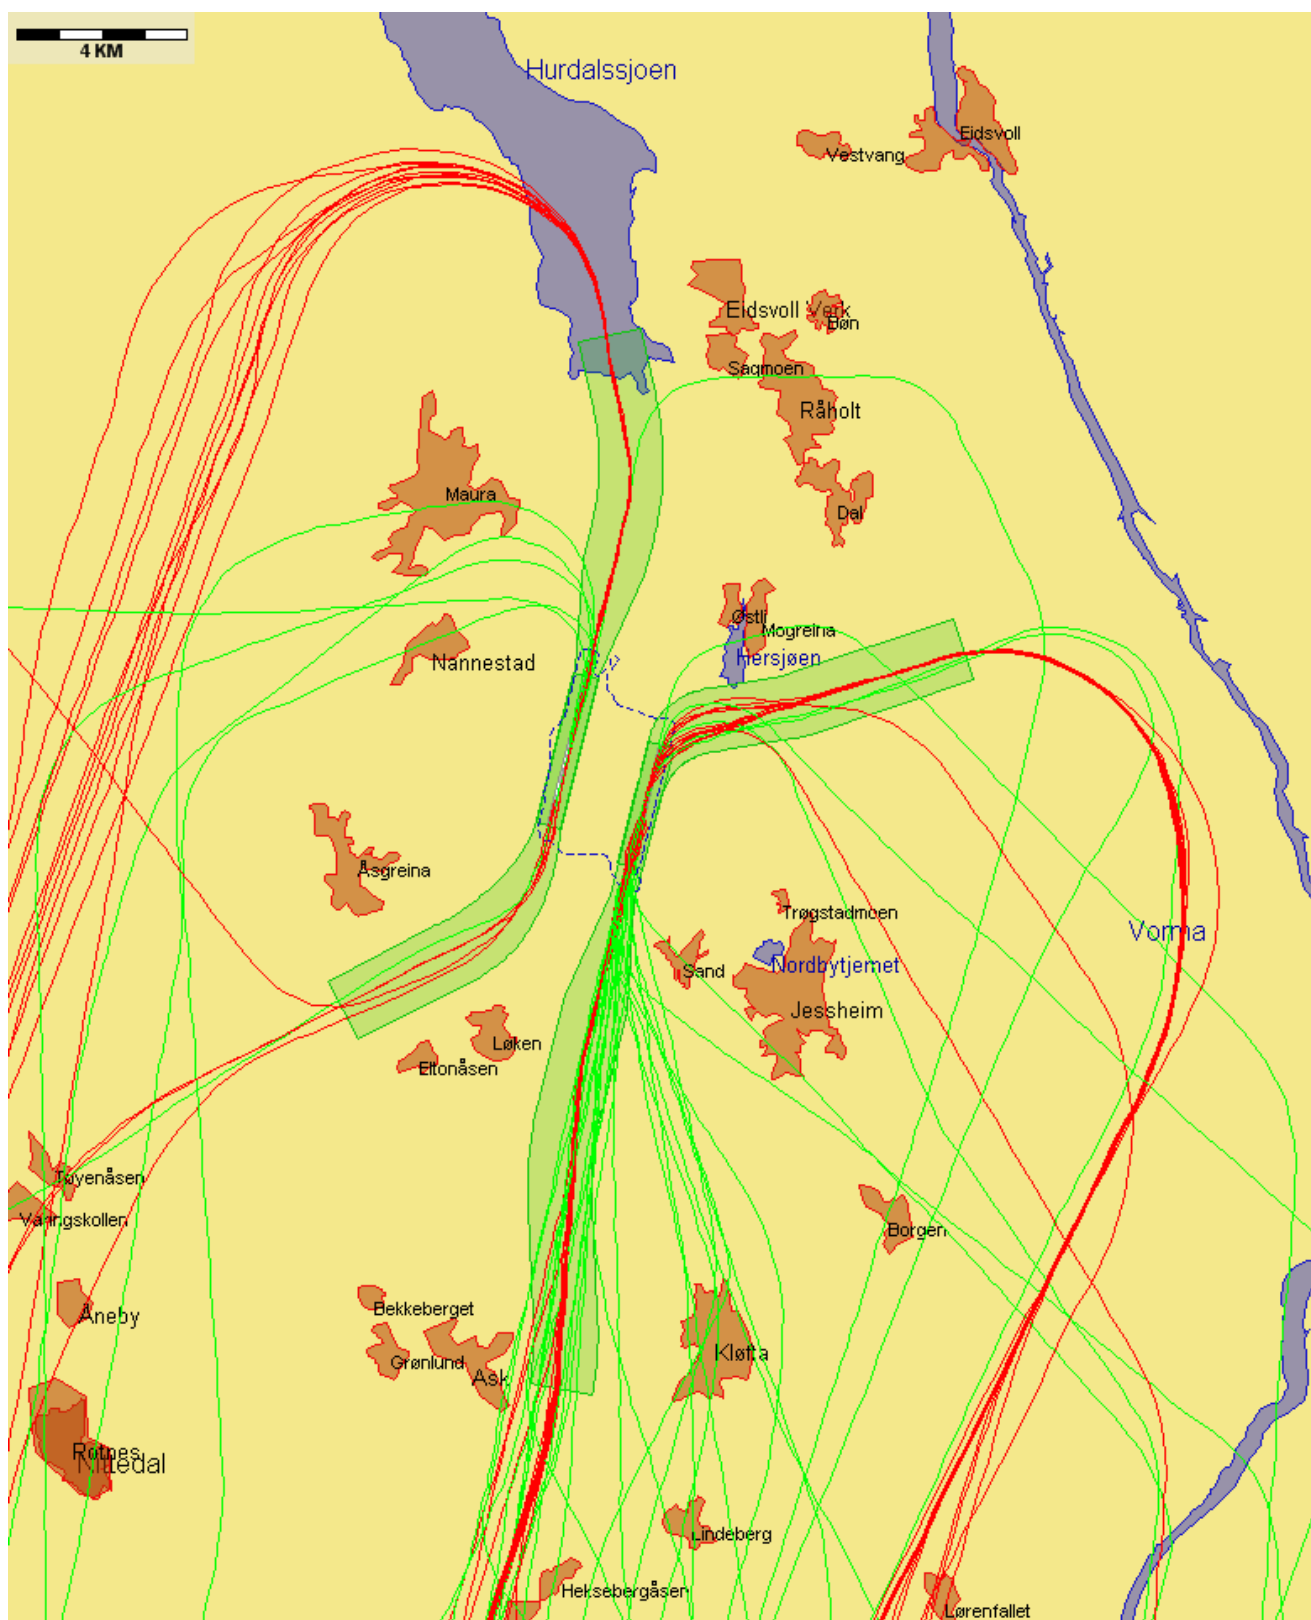 4 KM
Hurdalssjoen
Eidsvoll
Vestvang
Eidsvoll Verk
Bøn
Sagmoen
Råholt
Maura
Dal
Østli
Mogreina
Nannestad
Hersjøen
Åsgreina
Trøgstadmoen
Vorma
Sand
Nordbytjernet
Jessheim
Løken
Eltonåsen
Tøyenåsen
Varingskollen
Borgen
Bekkeberget
Åneby
Grønlund
Ask
Kløfta
Rotnes
Nittedal
Lindeberg
Heksebergåsen
Lørenfallet